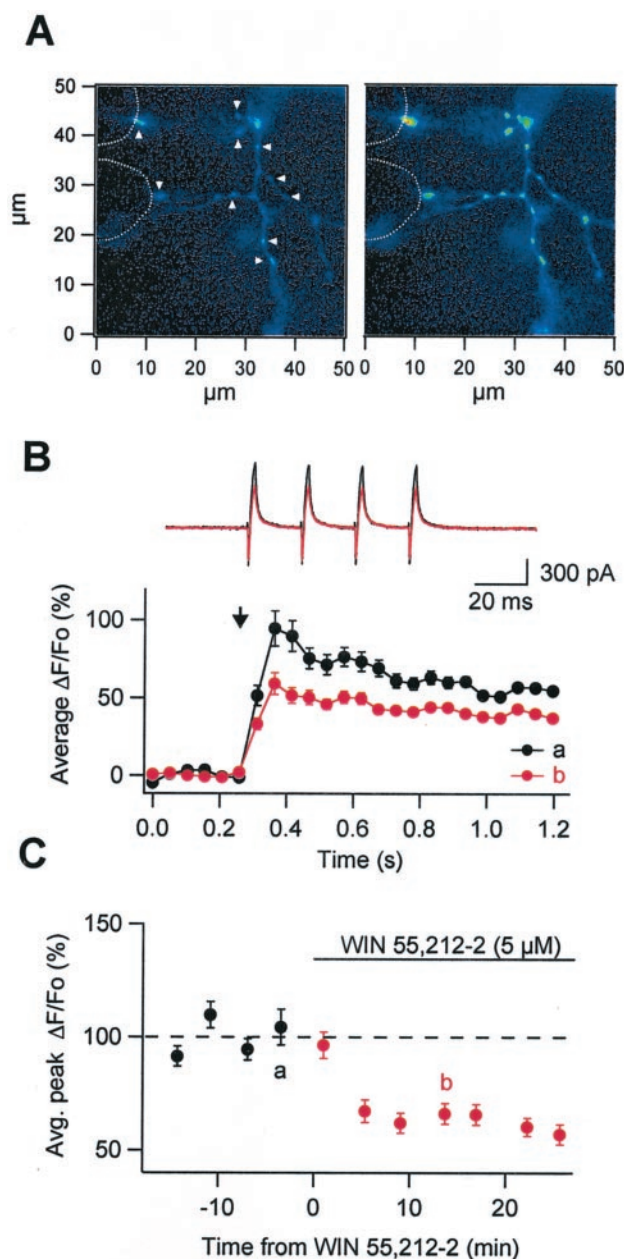 A
50
40
30
20
10
0
µm
0 10 20 30 40 50
µm
0 10 20 30 40 50
µm
B
300 pA
20 ms
Average ΔF/Fo (%)
100
50
0
a
b
0.0 0.2 0.4 0.6 0.8 1.0 1.2
Time (s)
C
Avg. peak ΔF/Fo (%)
150
100
50
WIN 55,212-2 (5 µM)
a
b
-10 0 10 20
Time from WIN 55,212-2 (min)